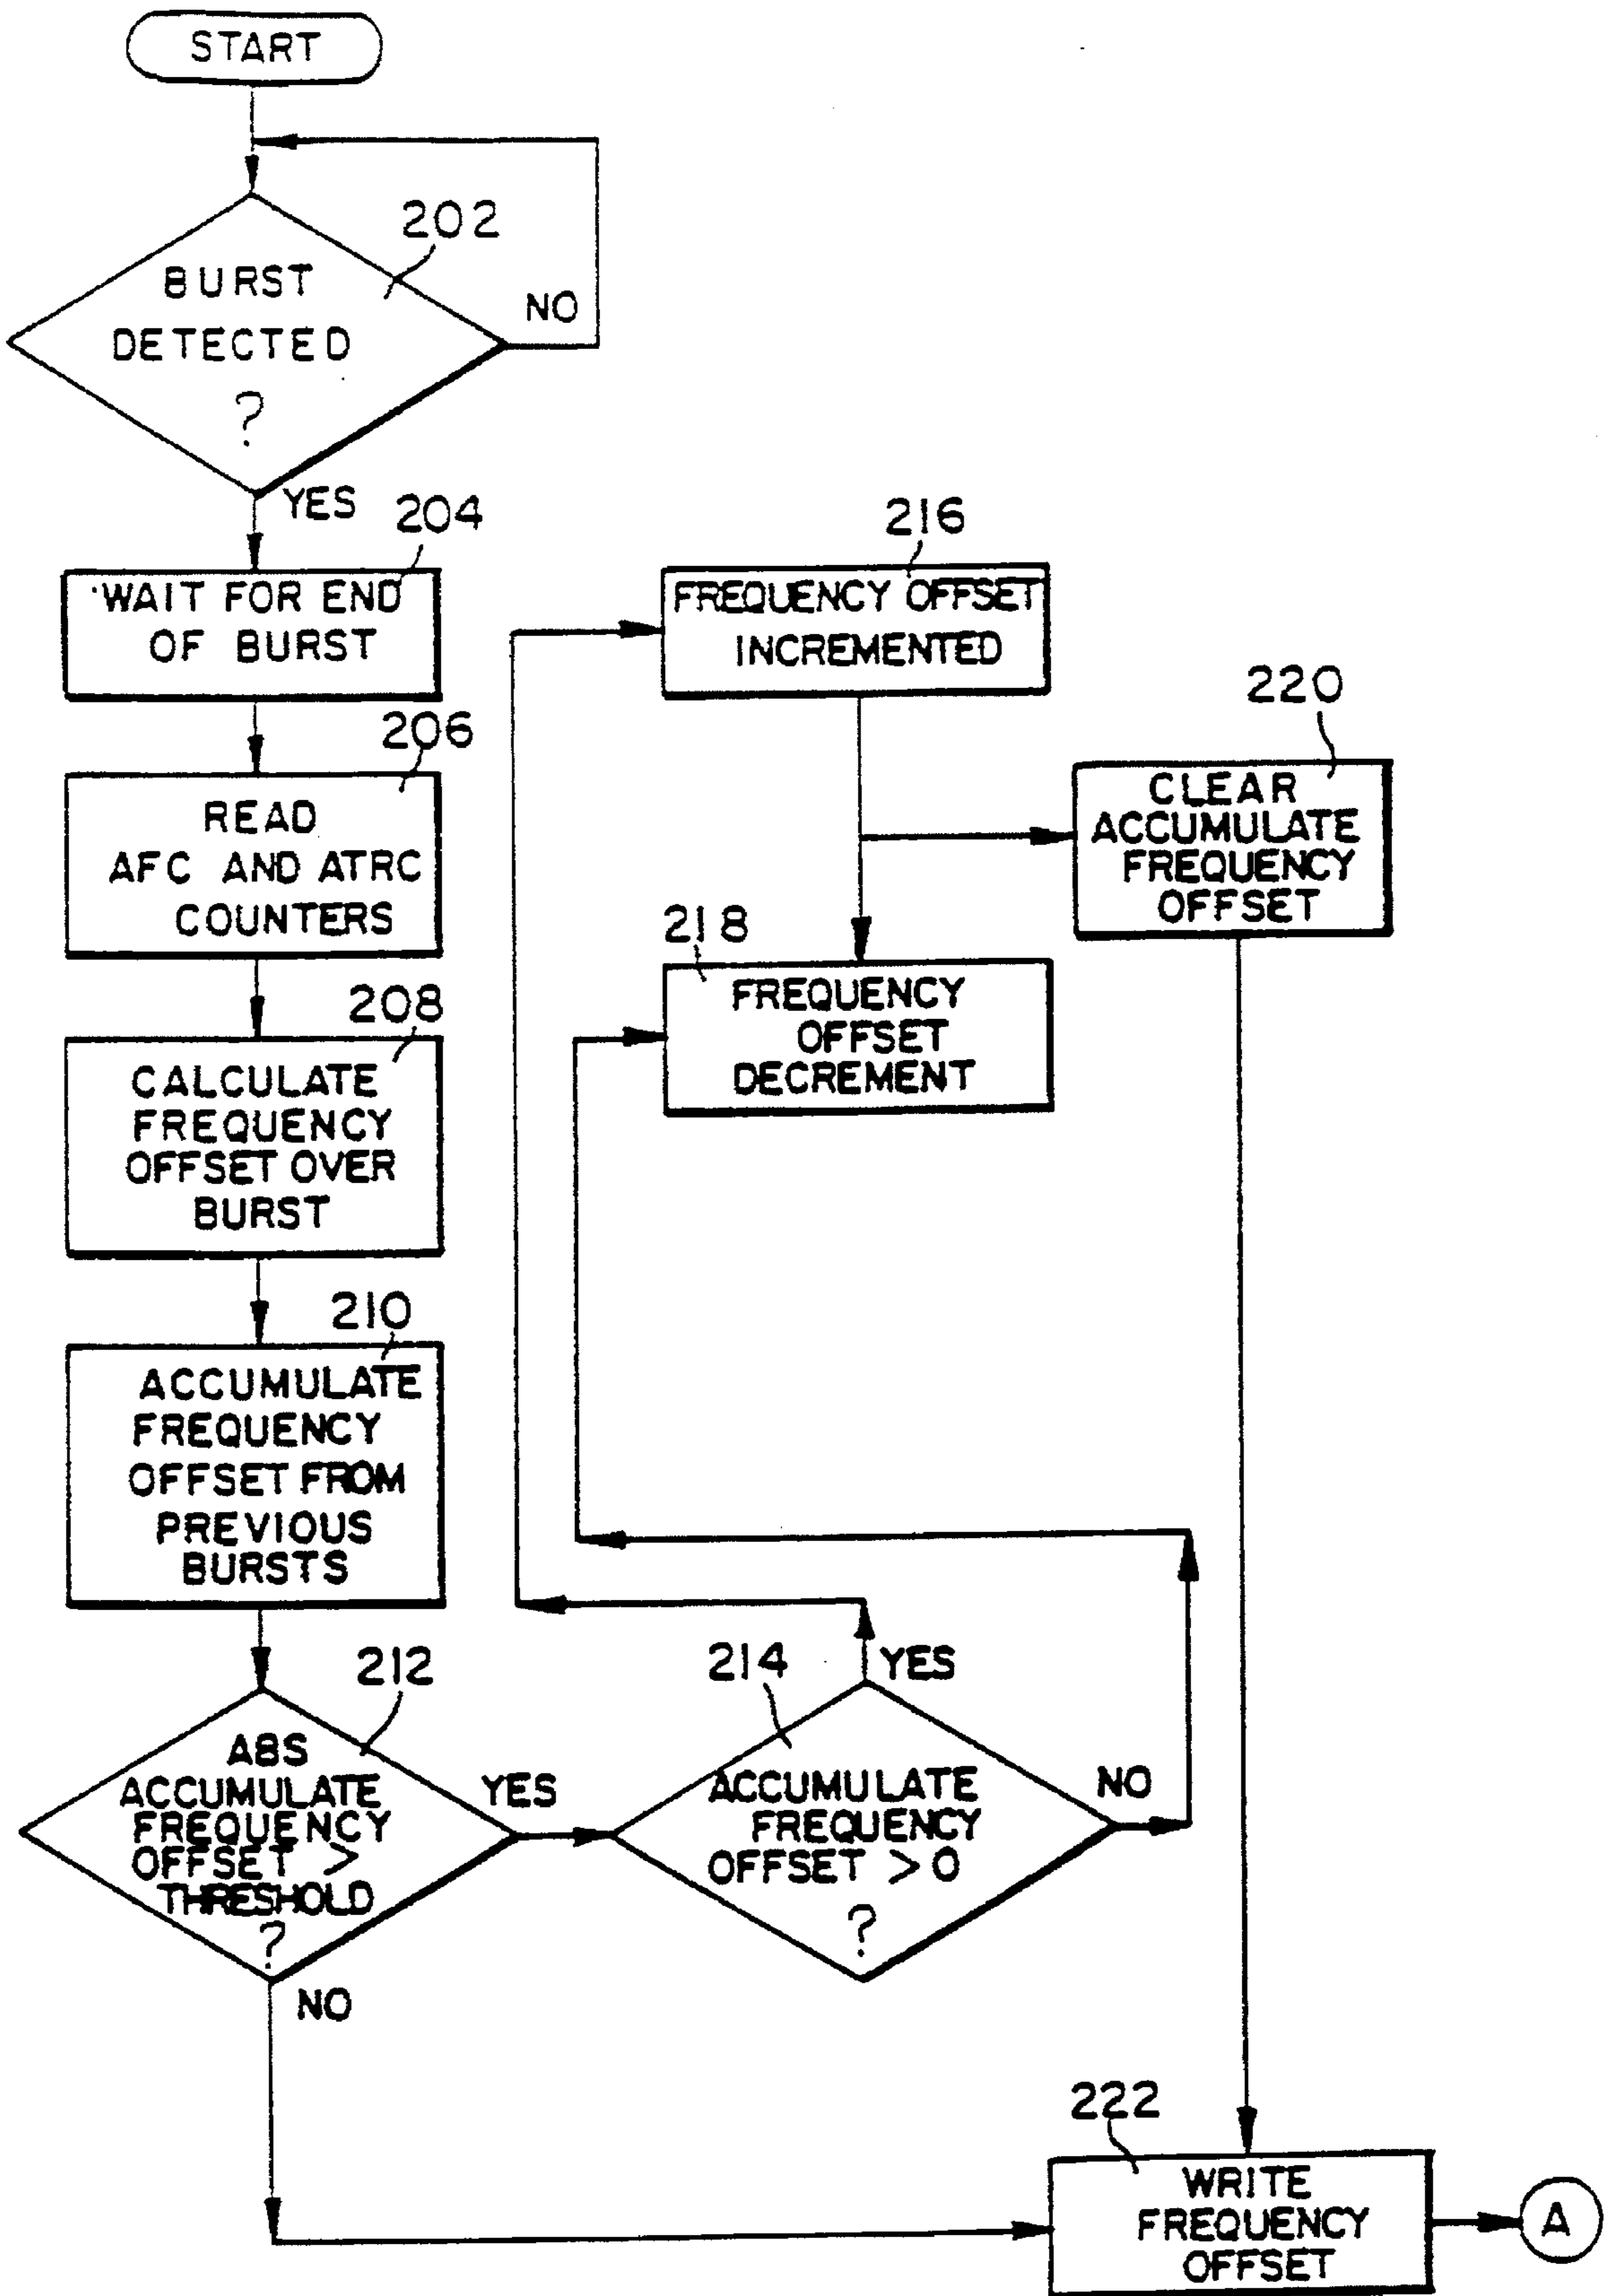 START
202
BURST
DETECTED
?
NO
YES
204
WAIT FOR END
OF BURST
206
READ
AFC AND ATRC
COUNTERS
208
CALCULATE
FREQUENCY
OFFSET OVER
BURST
210
ACCUMULATE
FREQUENCY
OFFSET FROM
PREVIOUS
BURSTS
212
ABS
ACCUMULATE
FREQUENCY
OFFSET >
THRESHOLD
?
YES
NO
214
ACCUMULATE
FREQUENCY
OFFSET > 0
?
YES
NO
216
FREQUENCY OFFSET
INCREMENTED
218
FREQUENCY
OFFSET
DECREMENT
220
CLEAR
ACCUMULATE
FREQUENCY
OFFSET
222
WRITE
FREQUENCY
OFFSET
A